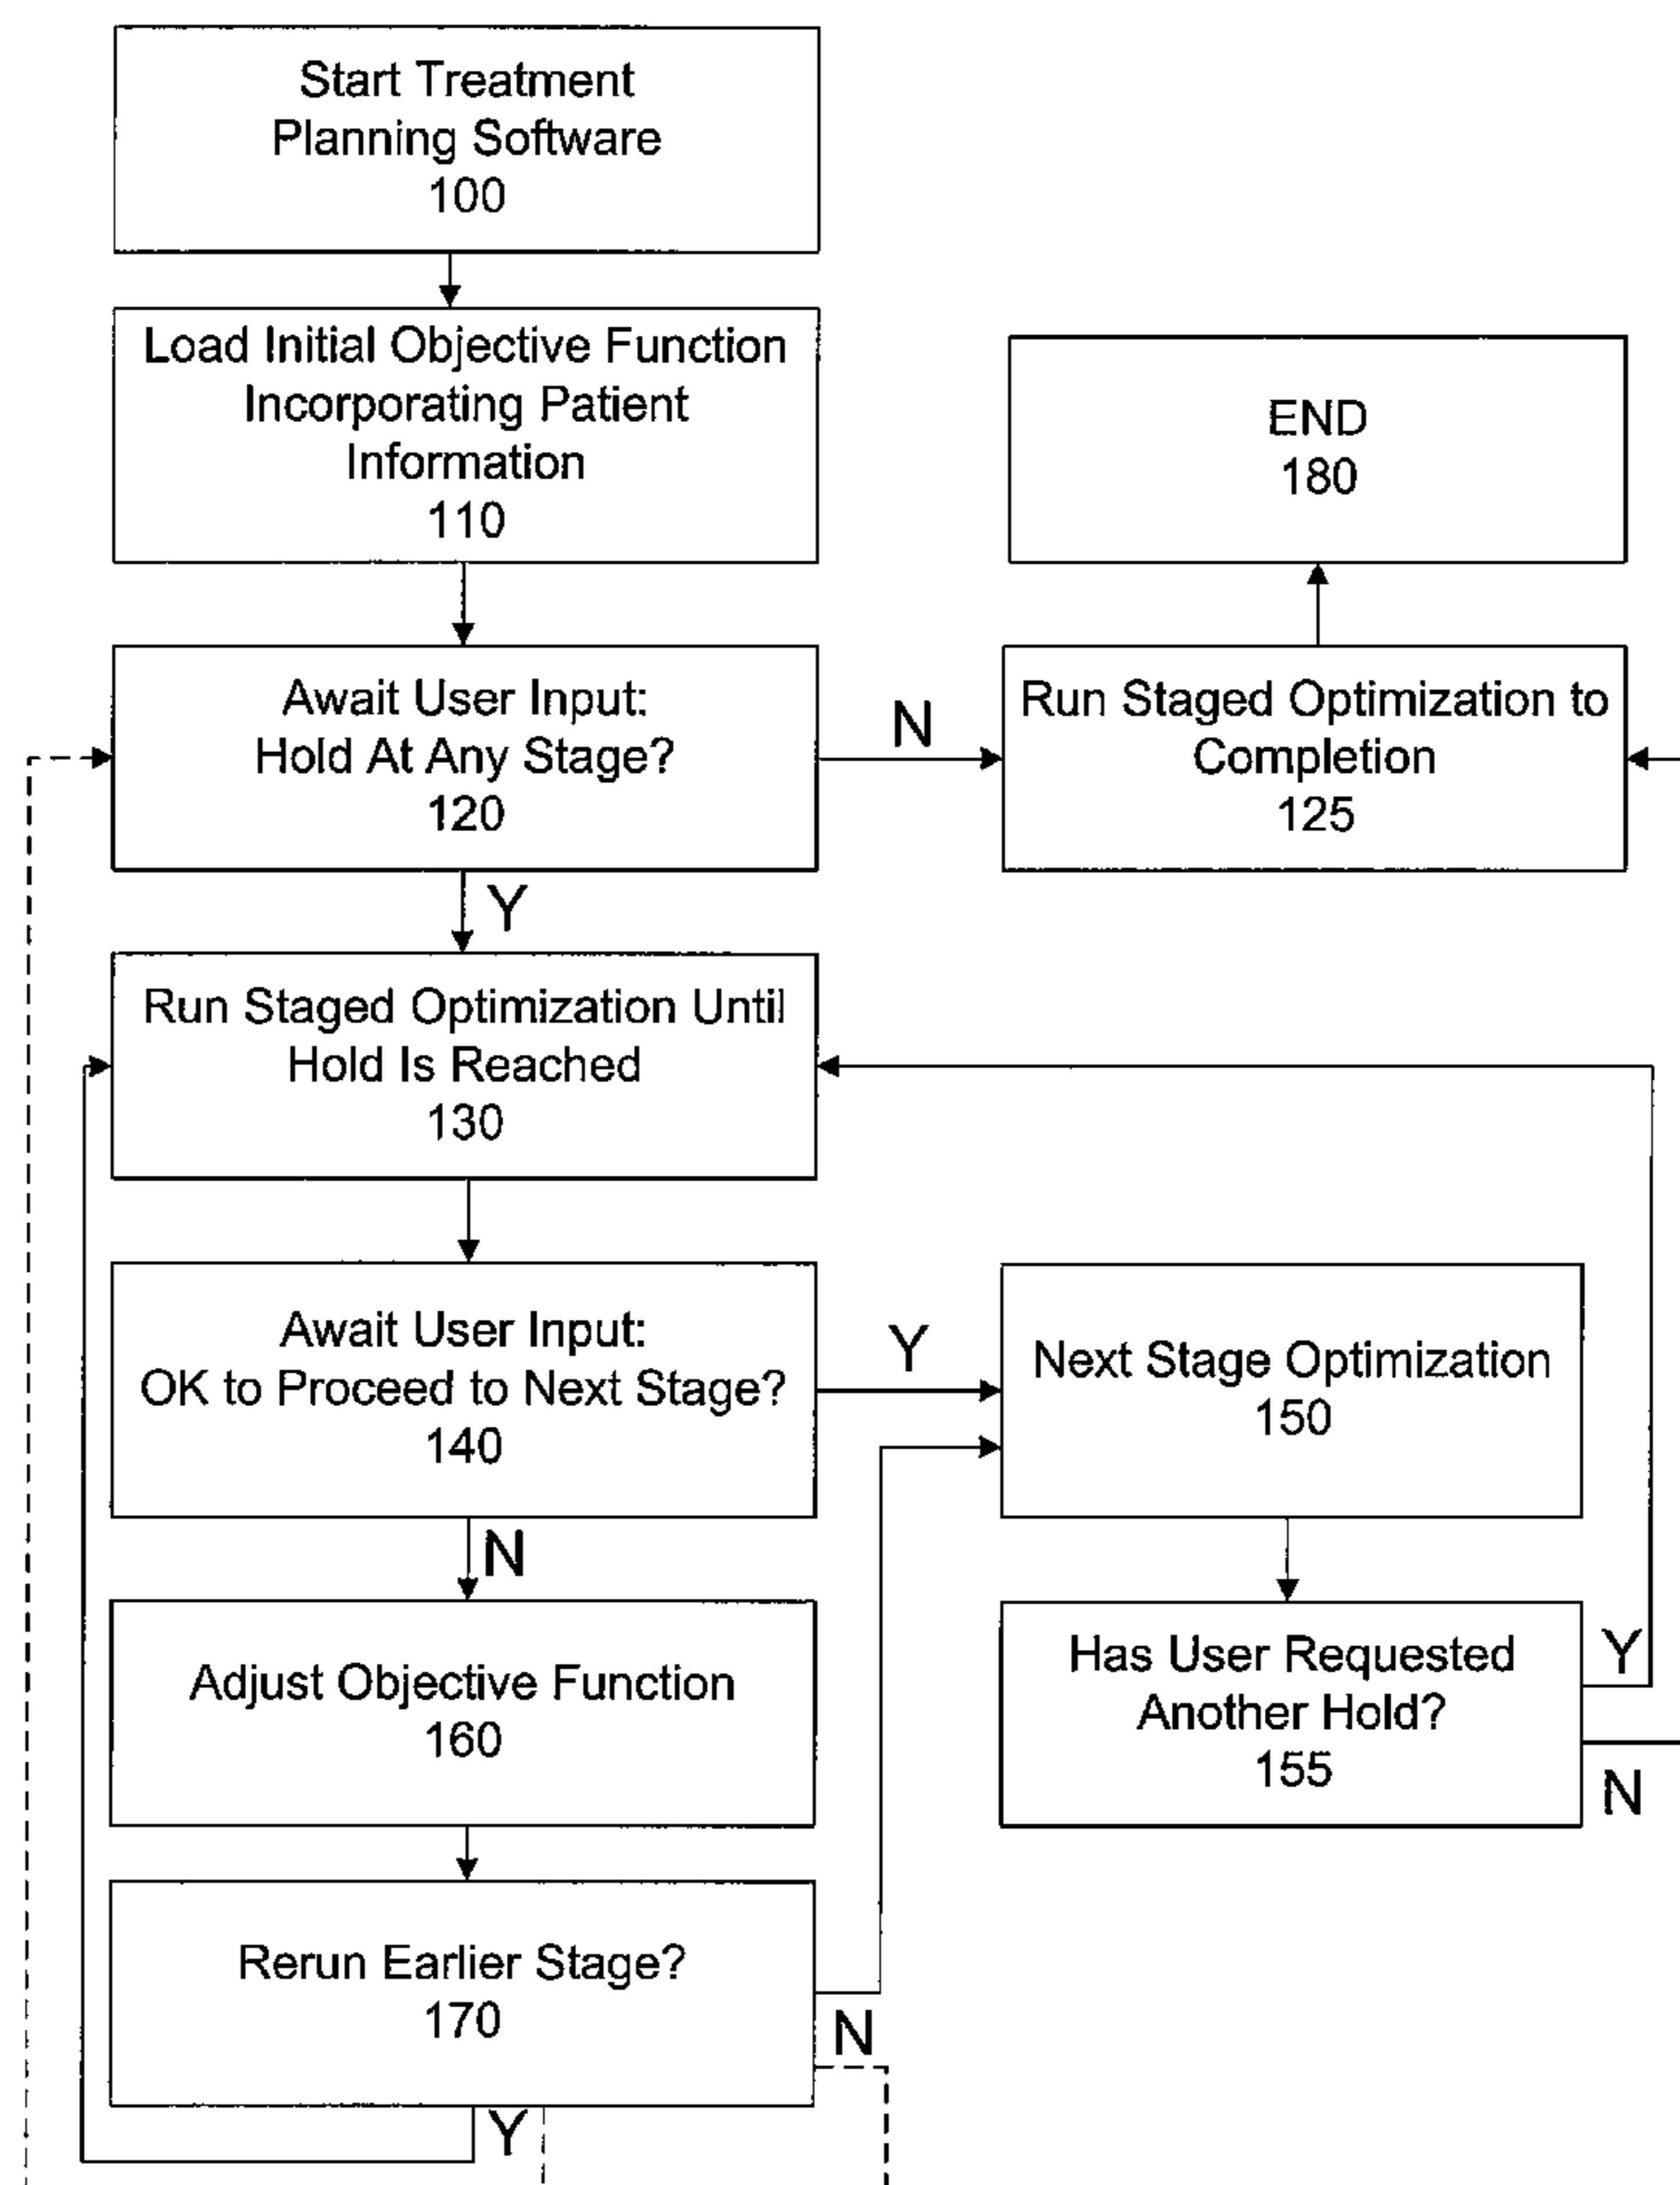 Start Treatment
Planning Software
100
Load Initial Objective Function
Incorporating Patient
Information
110
END
180
Await User Input:
Hold At Any Stage?
120
N
Run Staged Optimization to
Completion
125
Y
Run Staged Optimization Until
Hold Is Reached
130
Await User Input:
OK to Proceed to Next Stage?
140
Y
Next Stage Optimization
150
N
Adjust Objective Function
160
Has User Requested
Another Hold?
155
Y
N
Rerun Earlier Stage?
170
N
Y